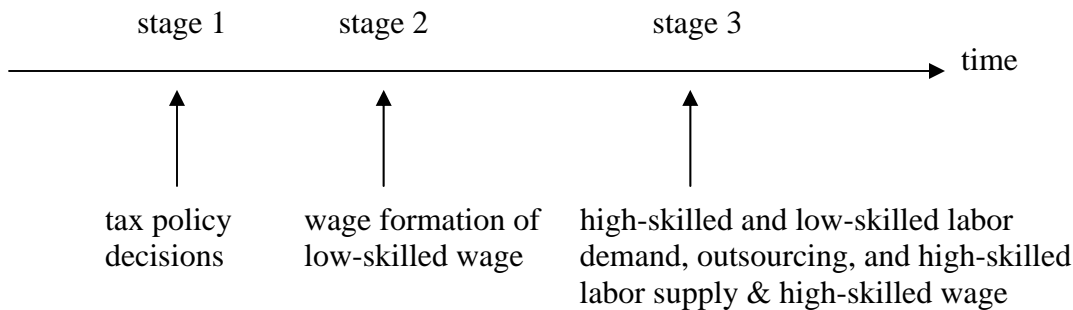 stage 1 stage 2 stage 3
time
tax policy
decisions
wage formation of
low-skilled wage
high-skilled and low-skilled labor
demand, outsourcing, and high-skilled
labor supply & high-skilled wage